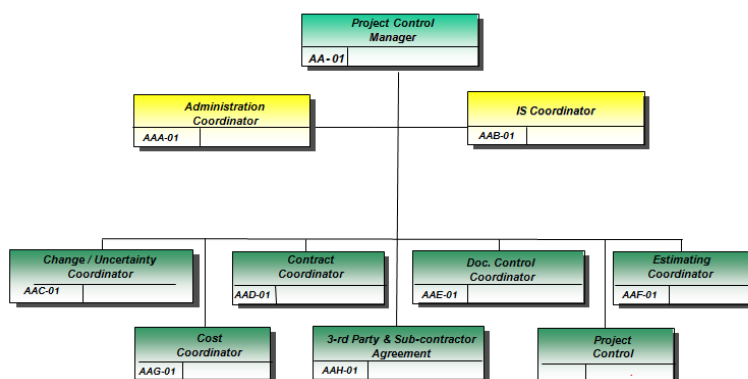 Project Control
Manager
AA-01
Administration
Coordinator
AAA-01
IS Coordinator
AAB-01
Change / Uncertainty
Coordinator
AAC-01
Contract
Coordinator
AAD-01
Doc. Control
Coordinator
AAE-01
Estimating
Coordinator
AAF-01
Cost
Coordinator
AAG-01
3-rd Party & Sub-contractor
Agreement
AAH-01
Project
Control